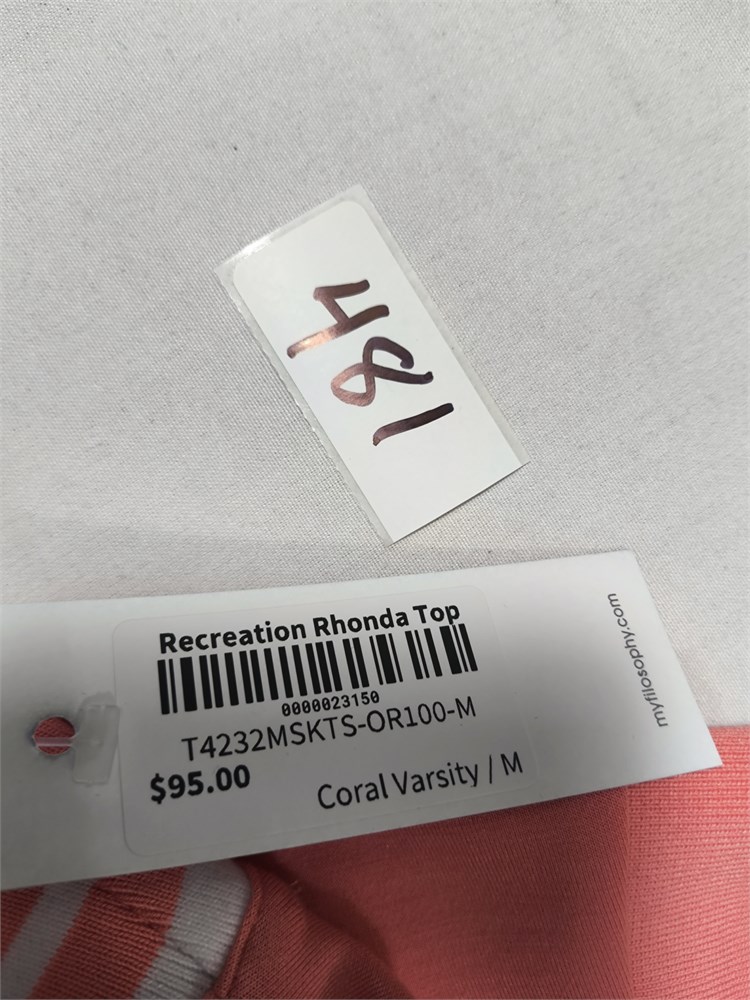 481
Recreation Rhonda Top
0000023150
T4232MSKTS-OR100-M
$95.00
Coral Varsity / M
myfilosophy.com